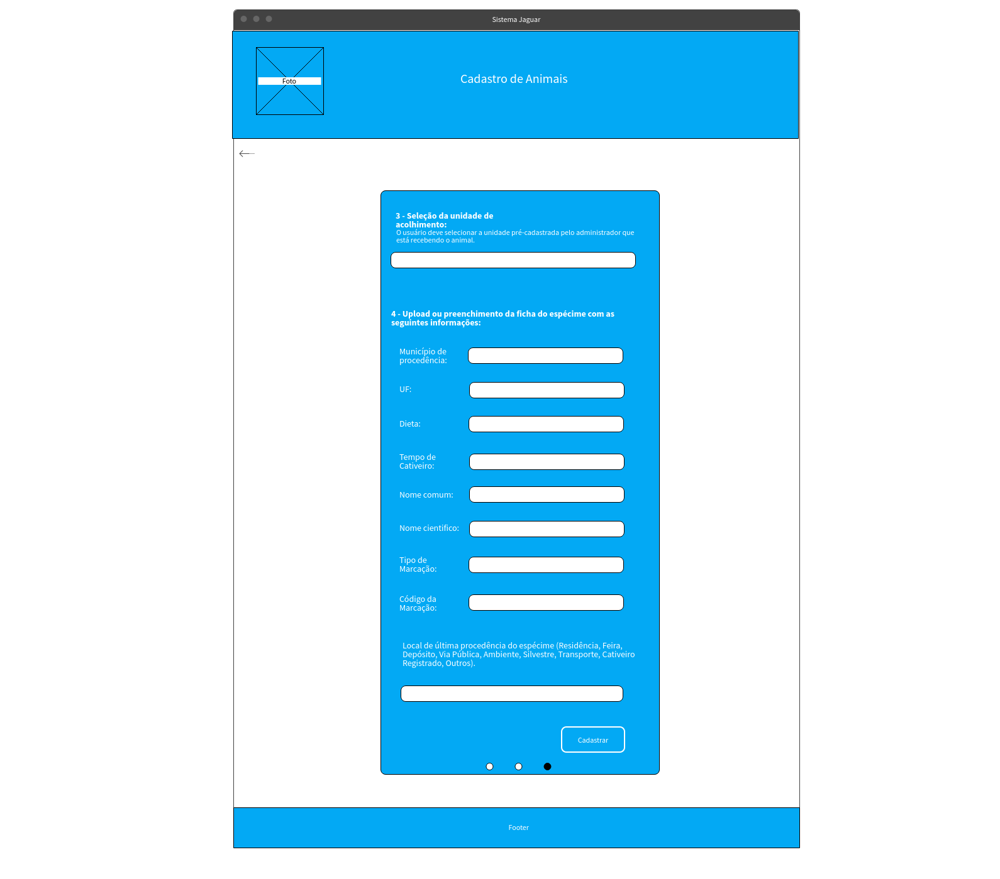 Sistema Jaguar
Foto
Cadastro de Animais
3 - Seleção da unidade de
acolhimento:
O usuário deve selecionar a unidade pré-cadastrada pelo administrador que
está recebendo o animal.
4 - Upload ou preenchimento da ficha do espécime com as
seguintes informações:
Município de
procedência:
UF:
Dieta:
Tempo de
Cativeiro:
Nome comum:
Nome cientifico:
Tipo de
Marcação:
Código da
Marcação:
Local de última procedência do espécime (Residência, Feira,
Depósito, Via Pública, Ambiente, Silvestre, Transporte, Cativeiro
Registrado, Outros).
Cadastrar
Footer